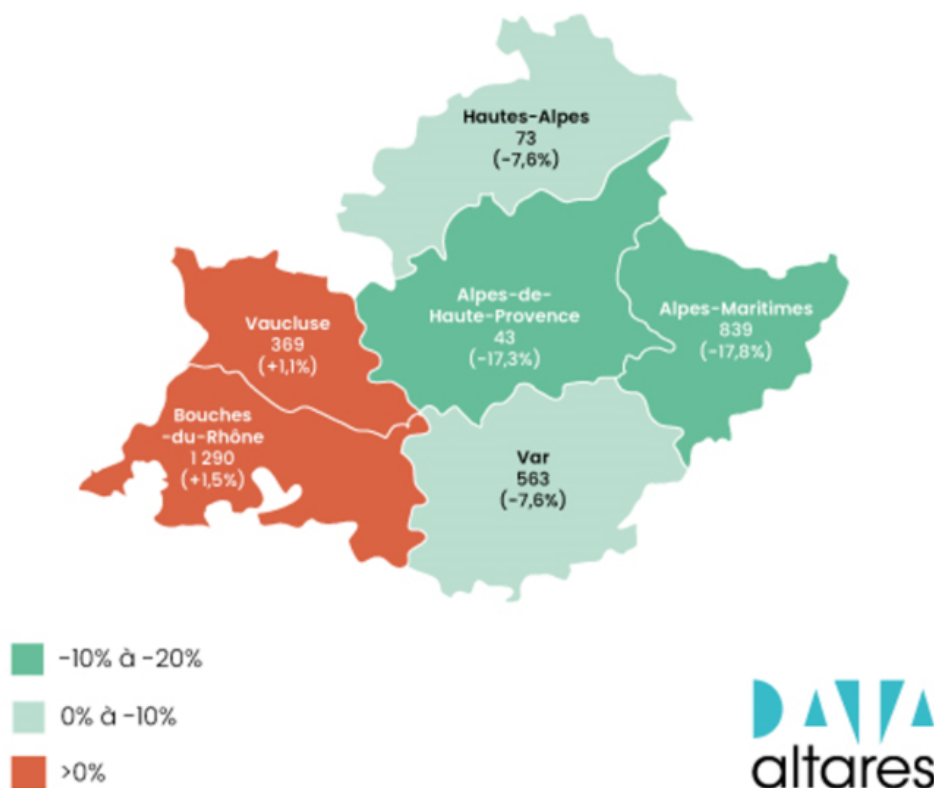 Hautes-Alpes
73
(-7,6%)
Alpes-de-
Haute-Provence
43
(-17,3%)
Alpes-Maritimes
839
(-17,8%)
Vaucluse
369
(+1,1%)
Bouches
-du-Rhône
1 290
(+1,5%)
Var
563
(-7,6%)
-10% à -20%
0% à -10%
>0%
DATA
altares